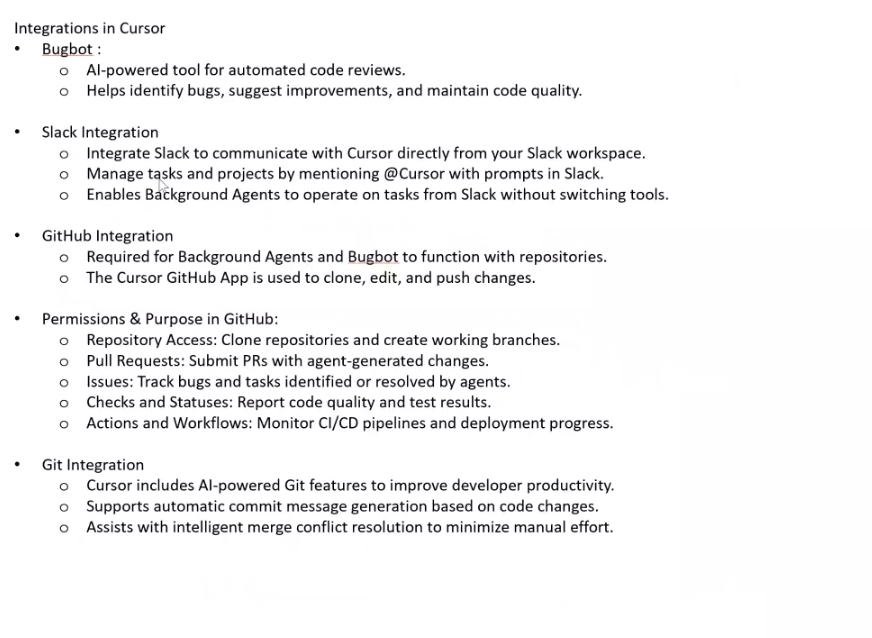 Integrations in Cursor
• Bugbot :
o AI-powered tool for automated code reviews.
o Helps identify bugs, suggest improvements, and maintain code quality.
• Slack Integration
o Integrate Slack to communicate with Cursor directly from your Slack workspace.
o Manage tasks and projects by mentioning @Cursor with prompts in Slack.
o Enables Background Agents to operate on tasks from Slack without switching tools.
• GitHub Integration
o Required for Background Agents and Bugbot to function with repositories.
o The Cursor GitHub App is used to clone, edit, and push changes.
• Permissions & Purpose in GitHub:
o Repository Access: Clone repositories and create working branches.
o Pull Requests: Submit PRs with agent-generated changes.
o Issues: Track bugs and tasks identified or resolved by agents.
o Checks and Statuses: Report code quality and test results.
o Actions and Workflows: Monitor CI/CD pipelines and deployment progress.
• Git Integration
o Cursor includes AI-powered Git features to improve developer productivity.
o Supports automatic commit message generation based on code changes.
o Assists with intelligent merge conflict resolution to minimize manual effort.